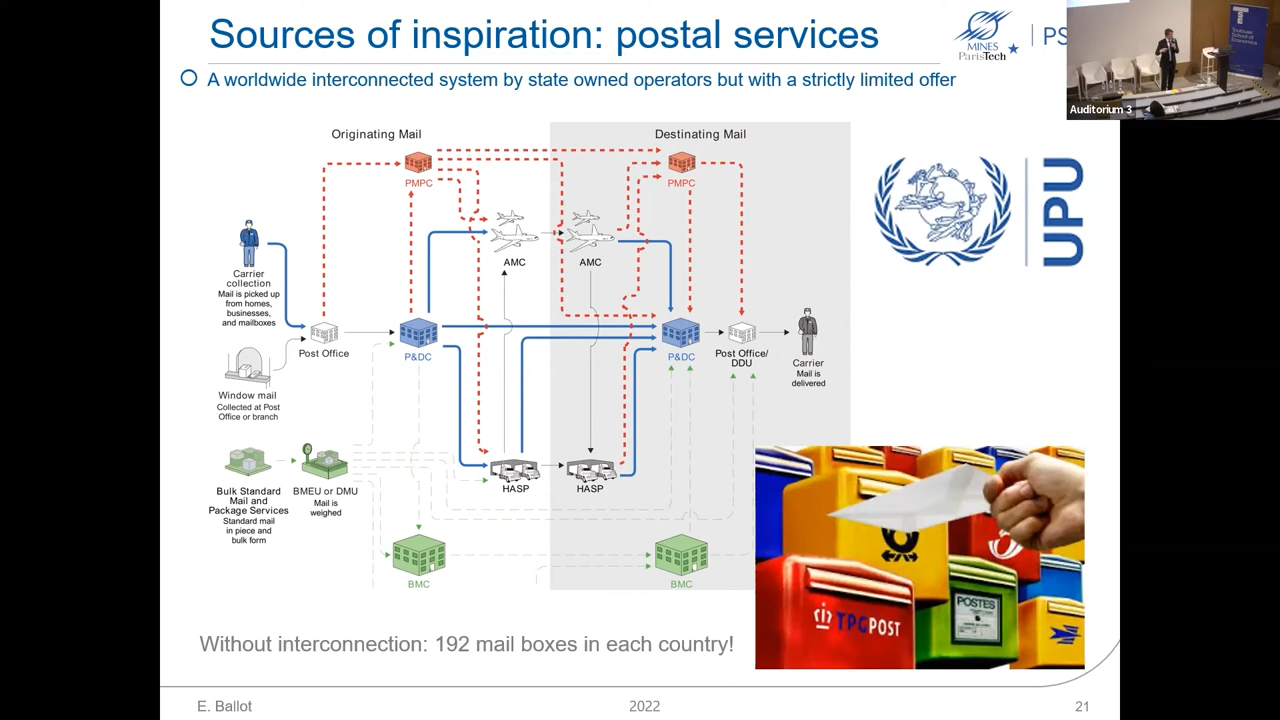 Sources of inspiration: postal services
MINES
ParisTech
PS
Auditorium 3
A worldwide interconnected system by state owned operators but with a strictly limited offer
Originating Mail
Destinating Mail
PMPC
PMPC
UPU
AMC
AMC
Carrier
collection
Mail is picked up
from homes,
businesses,
and mailboxes
Post Office
P&DC
P&DC
Post Office/
DDU
Carrier
Mail is
delivered
Window mail
Collected at Post
Office or branch
HASP
HASP
Bulk Standard
Mail and
Package Services
Standard mail
in piece and
bulk form
BMEU or DMU
Mail is
weighed
BMC
BMC
TPGPOST
POSTES
Without interconnection: 192 mail boxes in each country!
E. Ballot
2022
21